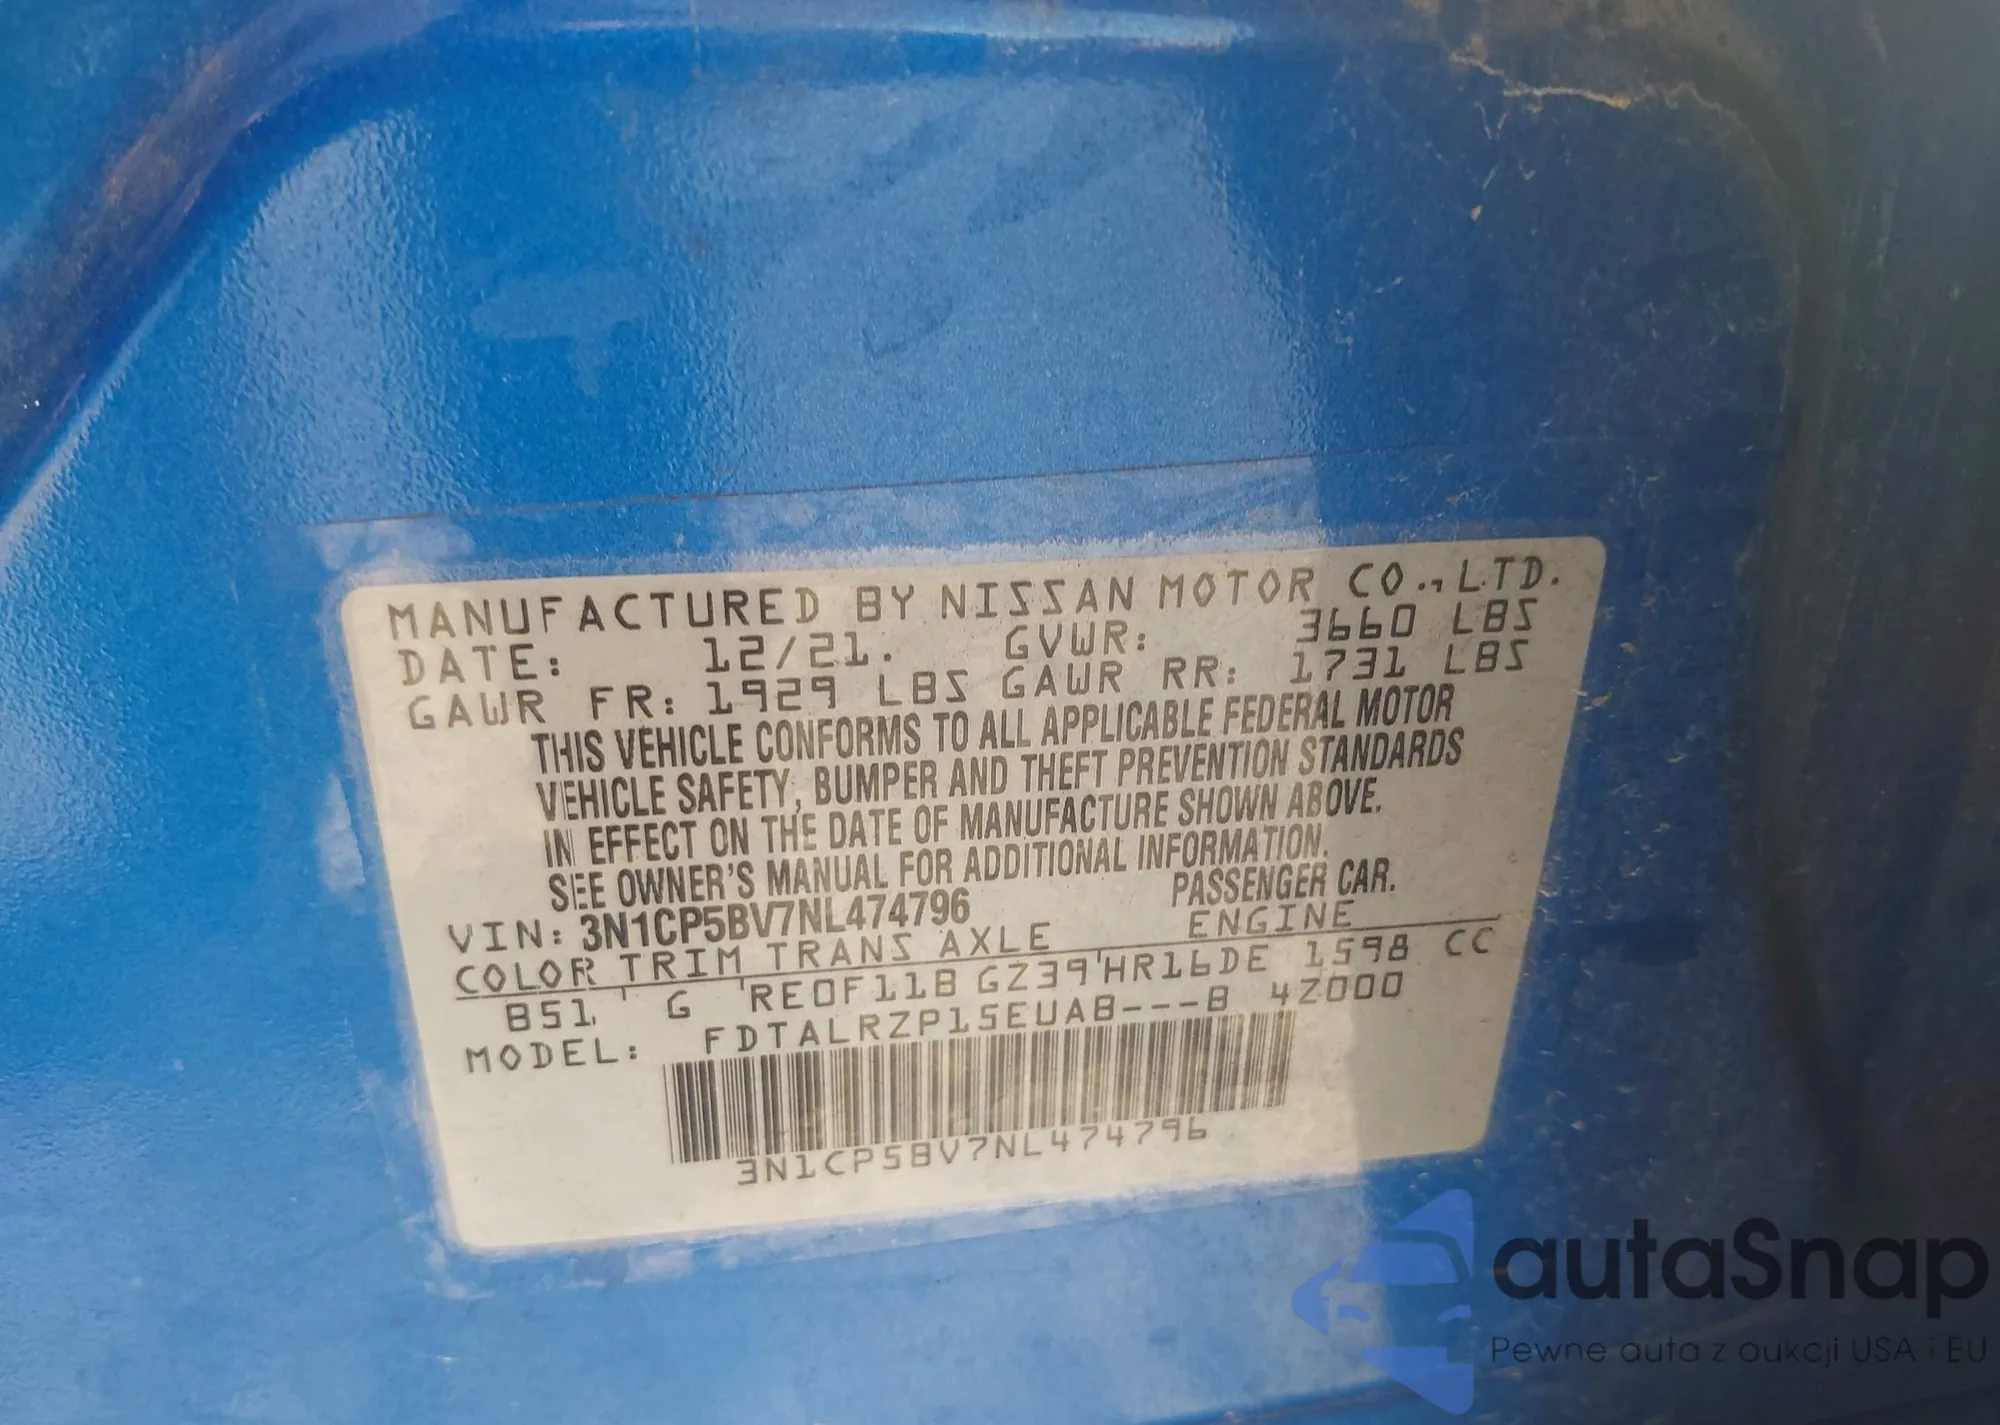 MANUFACTURED BY NISSAN MOTOR CO., LTD.
DATE: 12/21. GVWR: 3660 LBS
GAWR FR: 1929 LBS GAWR RR: 1731 LBS
THIS VEHICLE CONFORMS TO ALL APPLICABLE FEDERAL MOTOR
VEHICLE SAFETY, BUMPER AND THEFT PREVENTION STANDARDS
IN EFFECT ON THE DATE OF MANUFACTURE SHOWN ABOVE.
SEE OWNER'S MANUAL FOR ADDITIONAL INFORMATION.
VIN: 3N1CP5BV7NL474796 PASSENGER CAR.
COLOR TRIM TRANS AXLE ENGINE
B51 G RE0F11B GZ39 HR16DE 1598 CC
MODEL: FDTALRZP15EUAB---B 4Z000
3N1CP5BV7NL474796
autaSnap
Pewne auta z aukcji USA i EU